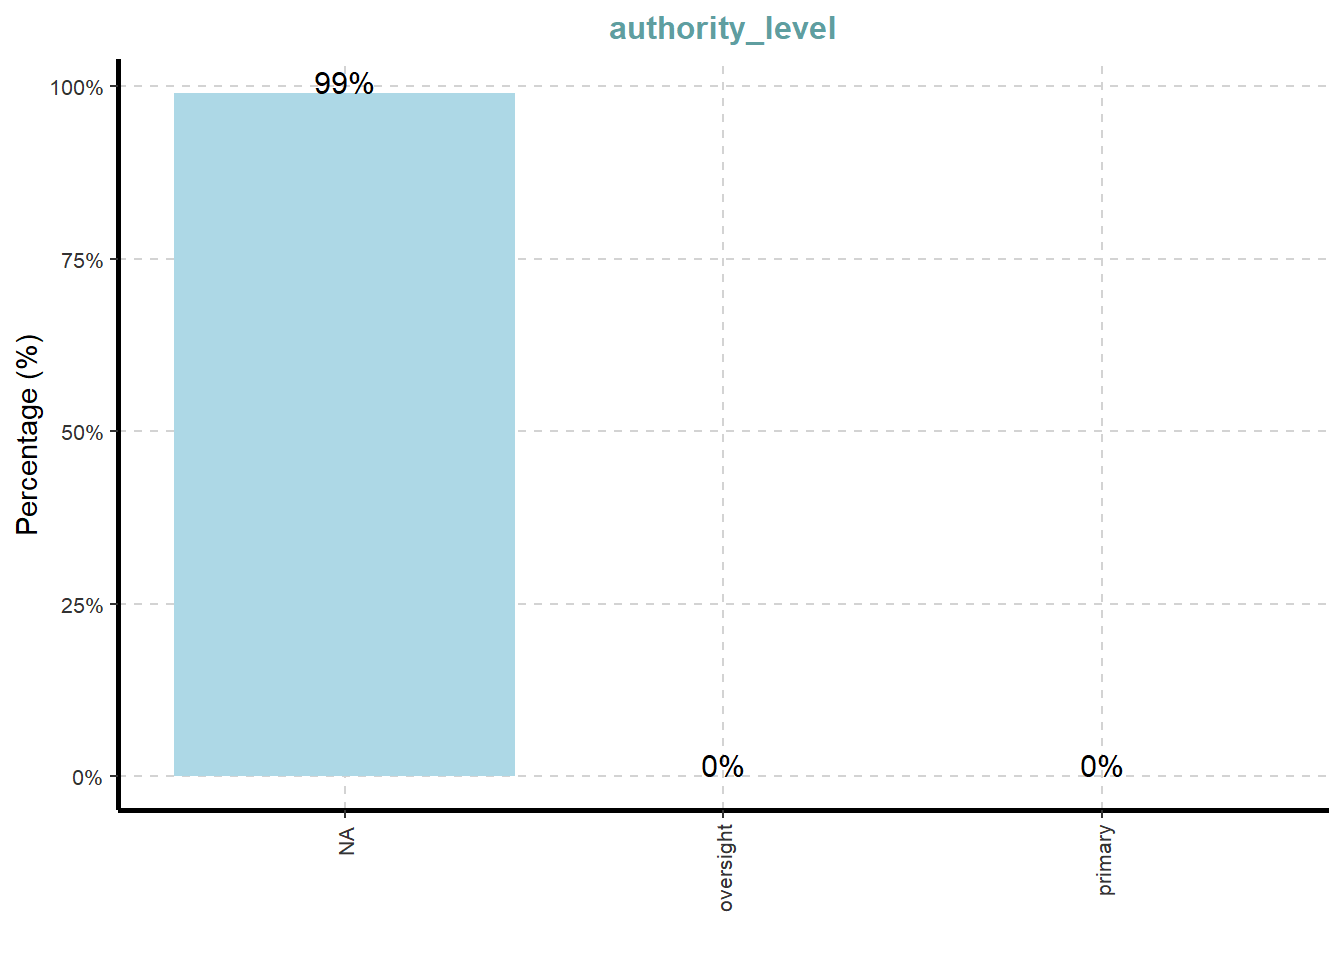 authority_level
Percentage (%)
100%
75%
50%
25%
0%
99%
0%
0%
NA
oversight
primary